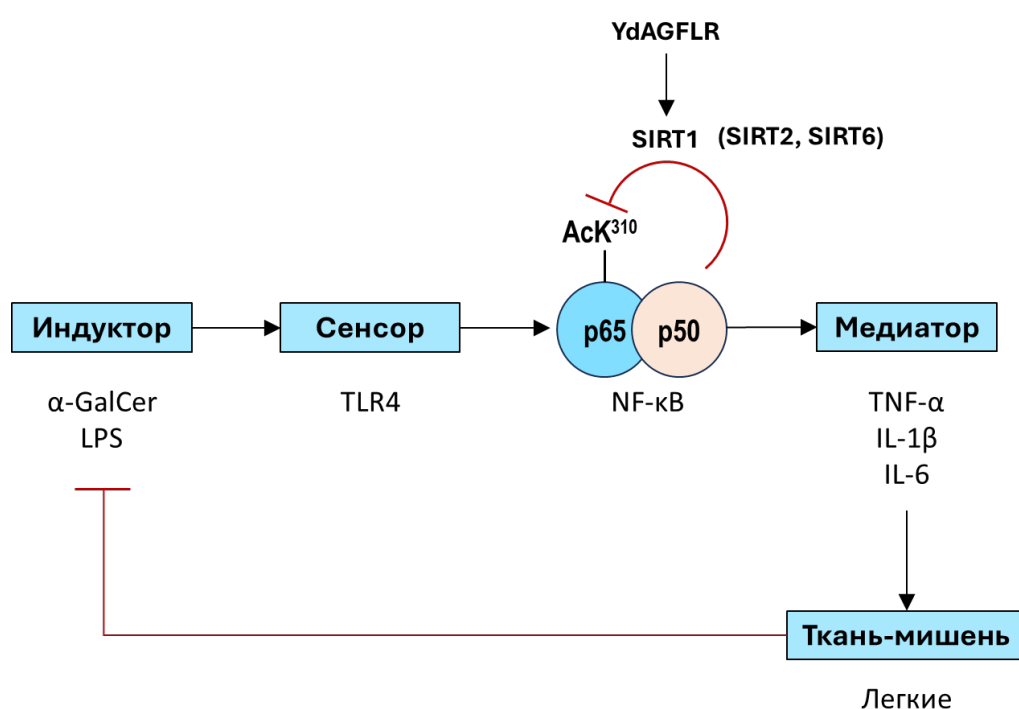 YdAGFLR
SIRT1 (SIRT2, SIRT6)
AcK³¹⁰
Индуктор
Сенсор
p65
p50
Медиатор
α-GalCer
LPS
TLR4
NF-κB
TNF-α
IL-1β
IL-6
Ткань-мишень
Легкие